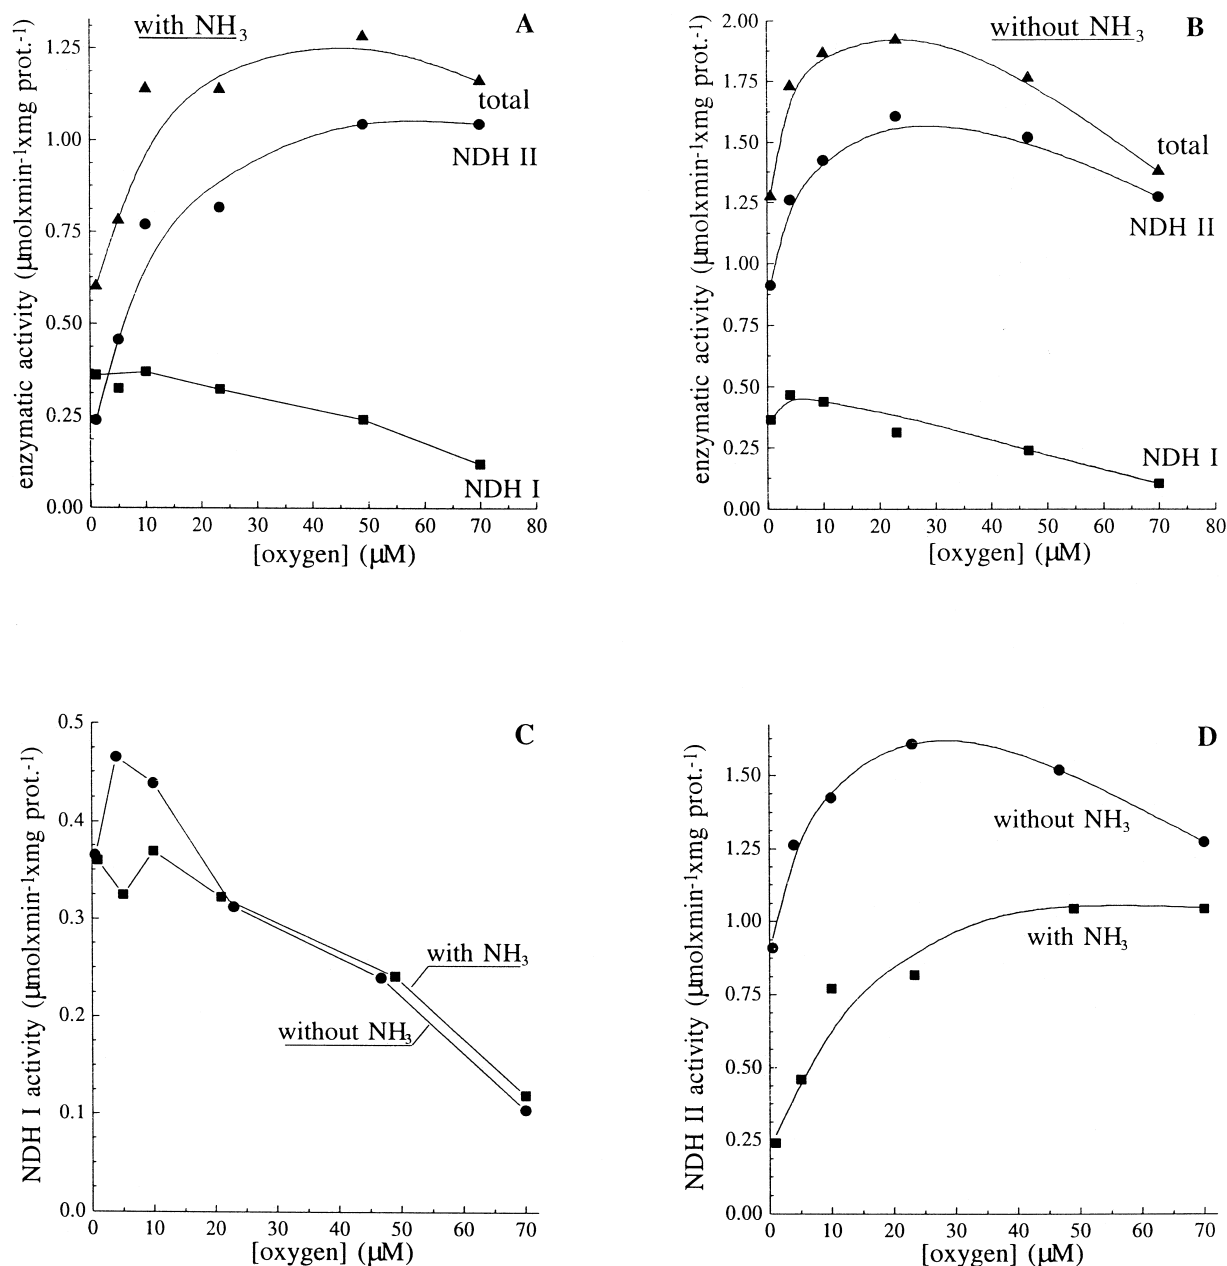 with NH₃
A
enzymatic activity (μmolxmin⁻¹xmg prot.⁻¹)
1.25
1.00
0.75
0.50
0.25
0.00
total
NDH II
NDH I
0 10 20 30 40 50 60 70 80
[oxygen] (μM)
without NH₃
B
enzymatic activity (μmolxmin⁻¹xmg prot.⁻¹)
2.00
1.75
1.50
1.25
1.00
0.75
0.50
0.25
0.00
total
NDH II
NDH I
0 10 20 30 40 50 60 70 80
[oxygen] (μM)
C
NDH I activity (μmolxmin⁻¹xmg prot.⁻¹)
0.5
0.4
0.3
0.2
0.1
0.0
with NH₃
without NH₃
0 10 20 30 40 50 60 70
[oxygen] (μM)
D
NDH II activity (μmolxmin⁻¹xmg prot.⁻¹)
1.50
1.25
1.00
0.75
0.50
0.25
0.00
without NH₃
with NH₃
0 10 20 30 40 50 60 70
[oxygen] (μM)